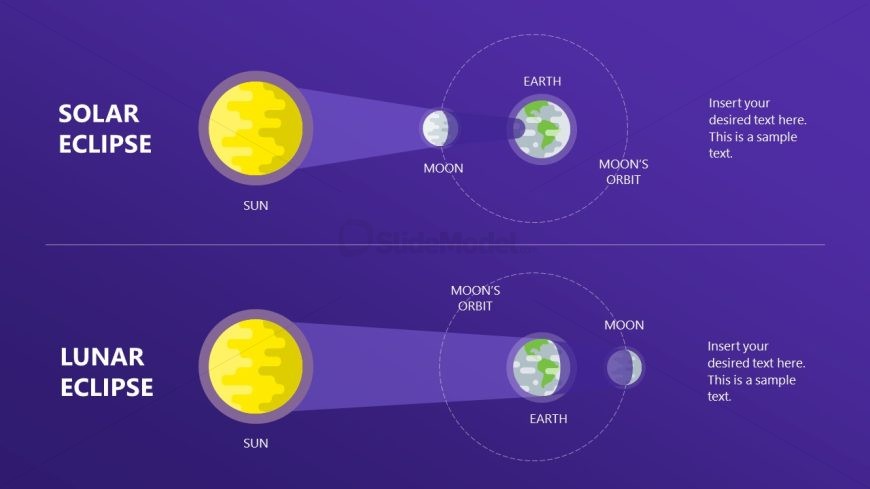 SOLAR
ECLIPSE
SUN
MOON
EARTH
MOON'S
ORBIT
Insert your
desired text here.
This is a sample
text.
SlideModel
LUNAR
ECLIPSE
SUN
MOON'S
ORBIT
EARTH
MOON
Insert your
desired text here.
This is a sample
text.